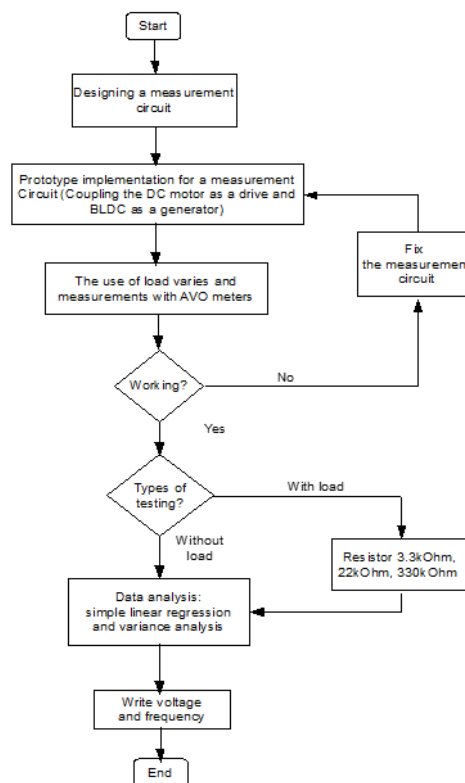 Start
Designing a measurement
circuit
Prototype implementation for a measurement
Circuit (Coupling the DC motor as a drive and
BLDC as a generator)
Fix
the measurement
circuit
The use of load varies and
measurements with AVO meters
Working?
No
Yes
Types of
testing?
With load
Without
load
Resistor 3.3kOhm,
22kOhm, 330kOhm
Data analysis:
simple linear regression
and variance analysis
Write voltage
and frequency
End